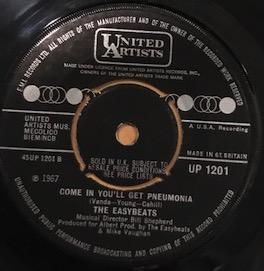 E.M.I. RECORDS LTD. ALL RIGHTS OF THE MANUFACTURER AND OF THE OWNER OF THE RECORDED WORK RESERVED
UNITED
ARTISTS
MADE UNDER LICENCE FROM UNITED ARTISTS RECORDS, INC.,
OWNERS OF THE UNITED ARTISTS TRADE MARK
UNITED
ARTISTS MUS.
MECOLICO
BIEM/NCB
45 UP 1201 B
℗ 1967
A U.S.A. Recording
UP 1201
MADE IN GT. BRITAIN
SOLD IN U.K. SUBJECT TO
RESALE PRICE CONDITIONS,
SEE PRICE LISTS
COME IN YOU'LL GET PNEUMONIA
(Vanda—Young—Cahill)
THE EASYBEATS
Musical Director Bill Shepherd
Produced for Albert Prod. by The Easybeats,
& Mike Vaughan
UNAUTHORISED PUBLIC PERFORMANCE BROADCASTING AND COPYING OF THIS RECORD PROHIBITED